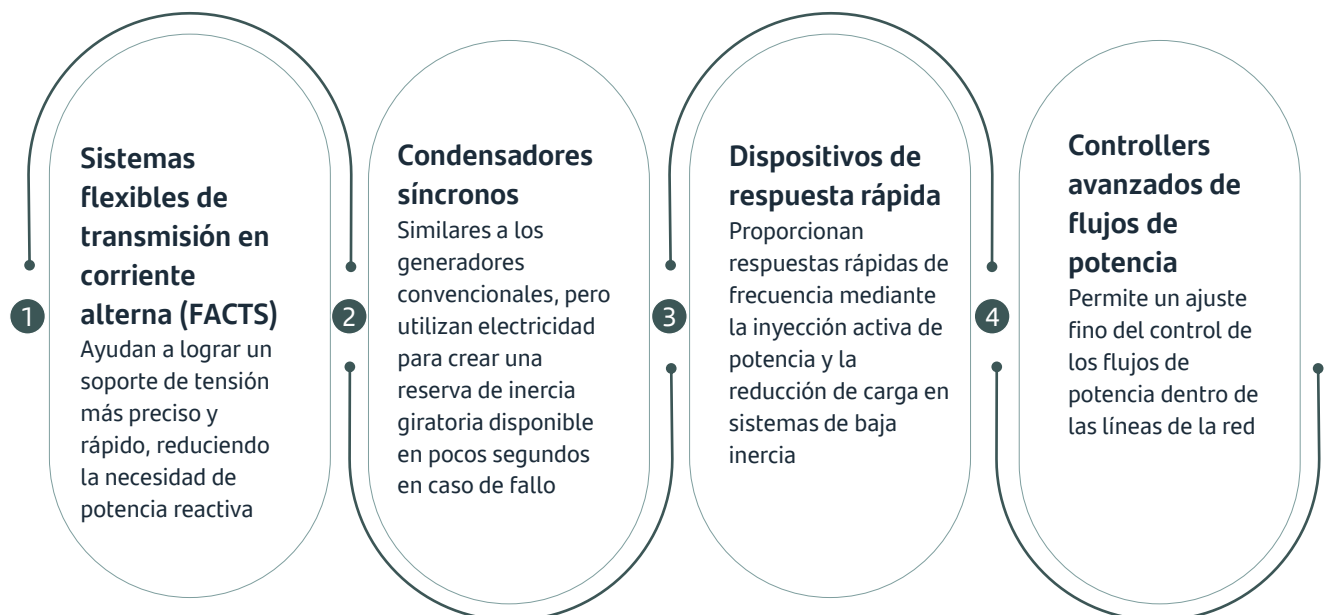 1
Sistemas
flexibles de
transmisión en
corriente
alterna (FACTS)
Ayudan a lograr un
soporte de tensión
más preciso y
rápido, reduciendo
la necesidad de
potencia reactiva
2
Condensadores
síncronos
Similares a los
generadores
convencionales, pero
utilizan electricidad
para crear una
reserva de inercia
giratoria disponible
en pocos segundos
en caso de fallo
3
Dispositivos de
respuesta rápida
Proporcionan
respuestas rápidas de
frecuencia mediante
la inyección activa de
potencia y la
reducción de carga en
sistemas de baja
inercia
4
Controllers
avanzados de
flujos de
potencia
Permite un ajuste
fino del control de
los flujos de
potencia dentro de
las líneas de la red